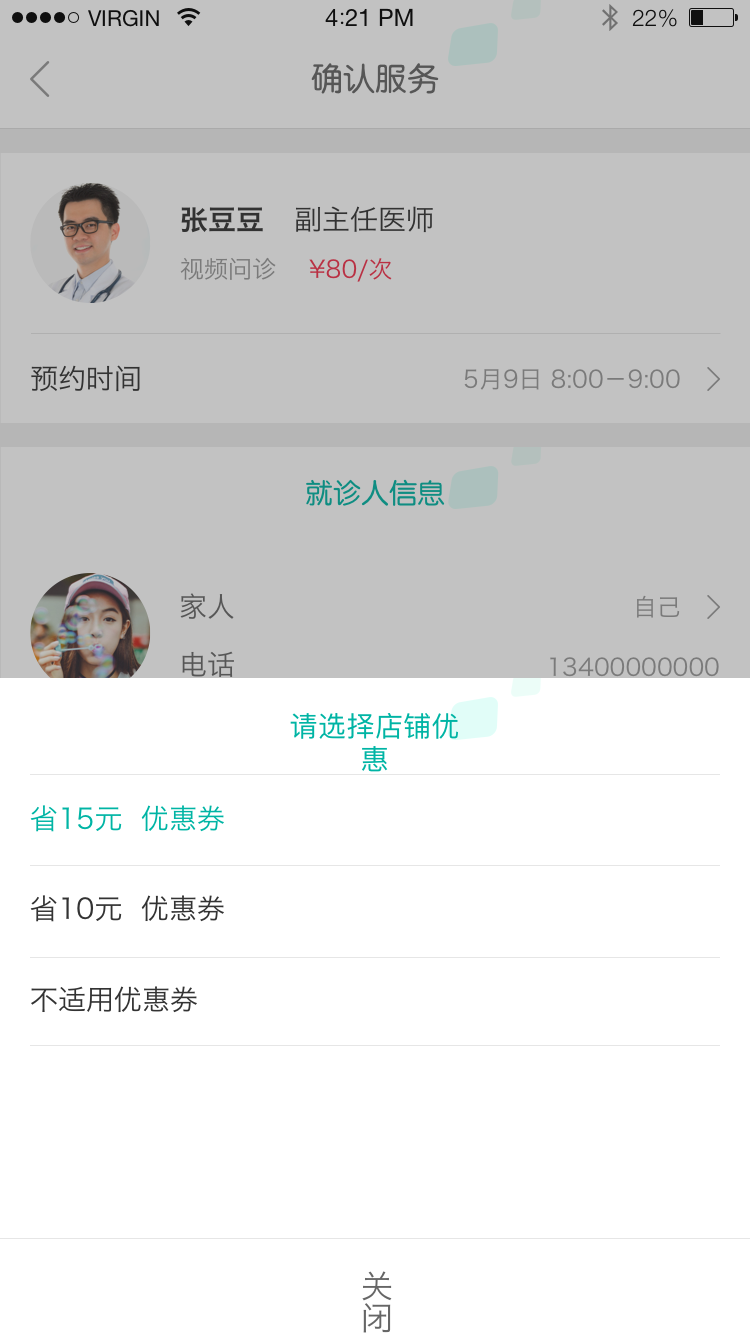 VIRGIN 4:21 PM 22%
确认服务
张豆豆 副主任医师
视频问诊 ¥80/次
预约时间 5月9日 8:00—9:00
就诊人信息
家人 自己
电话 13400000000
请选择店铺优
惠
省15元 优惠券
省10元 优惠券
不适用优惠券
关
闭